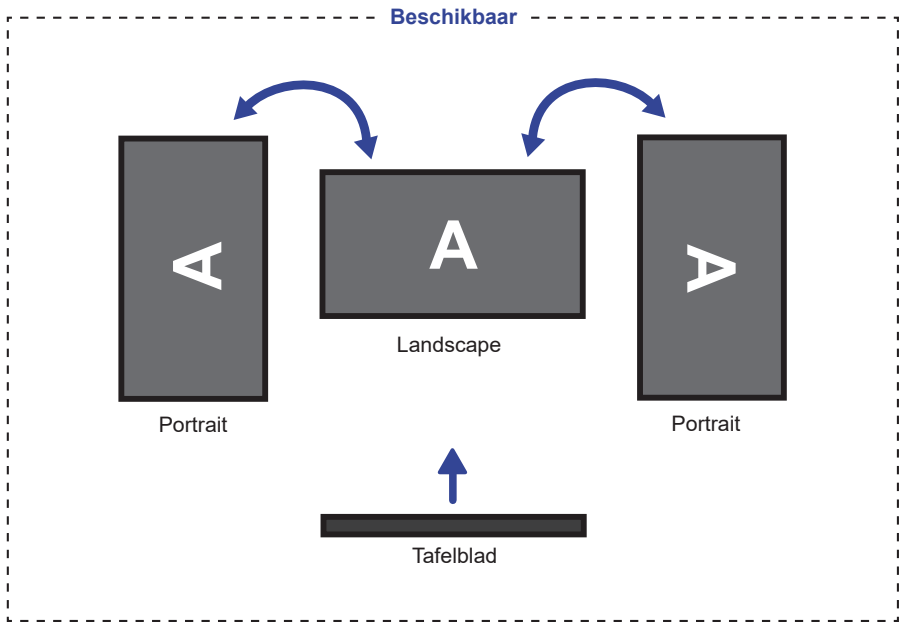 Beschikbaar
A
A
A
Landscape
Portrait
Portrait
Tafelblad